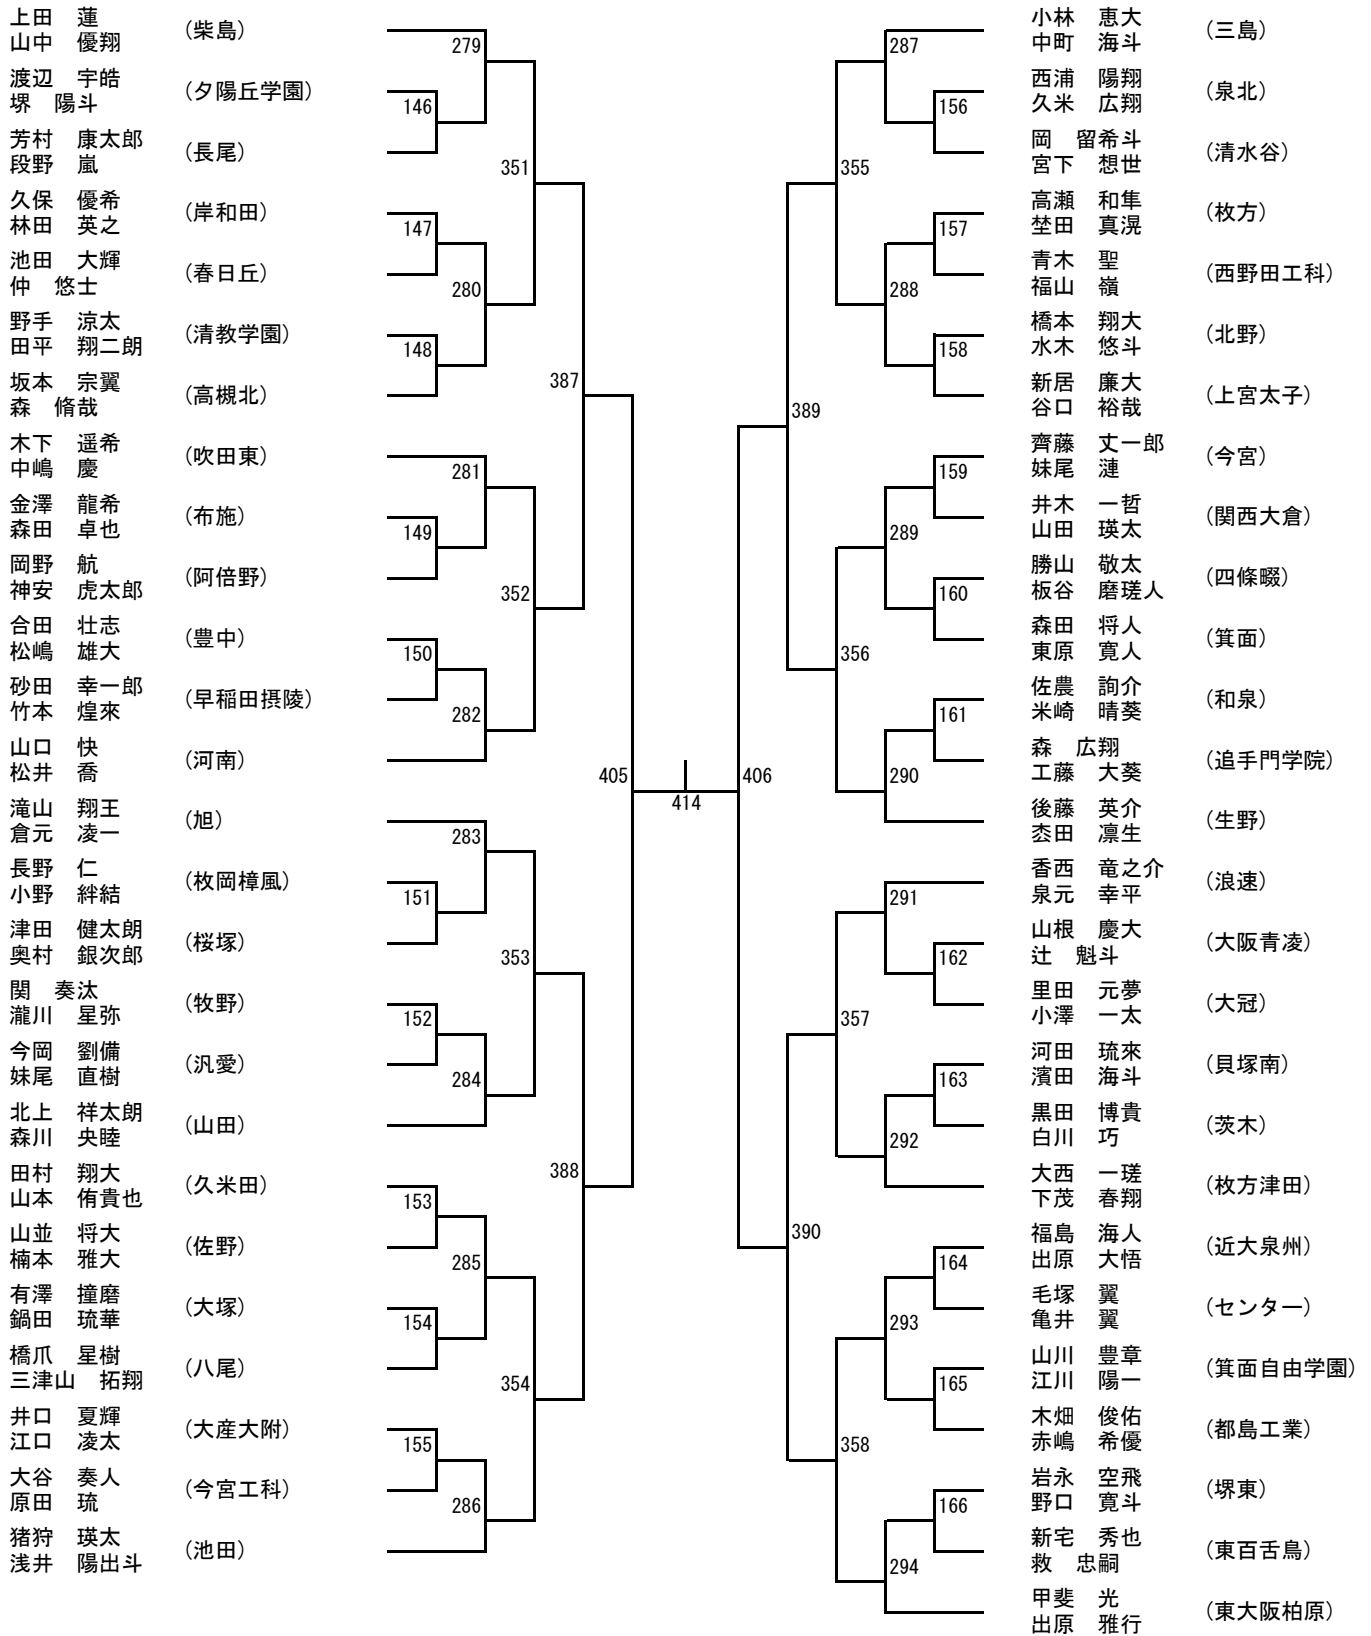 上田　蓮
山中　優翔
(柴島)
渡辺　宇皓
堺　陽斗
(夕陽丘学園)
芳村　康太郎
段野　嵐
(長尾)
久保　優希
林田　英之
(岸和田)
池田　大輝
仲　悠士
(春日丘)
野手　涼太
田平　翔二朗
(清教学園)
坂本　宗翼
森　脩哉
(高槻北)
木下　遥希
中嶋　慶
(吹田東)
金澤　龍希
森田　卓也
(布施)
岡野　航
神安　虎太郎
(阿倍野)
合田　壮志
松嶋　雄大
(豊中)
砂田　幸一郎
竹本　煌來
(早稲田摂陵)
山口　快
松井　喬
(河南)
滝山　翔王
倉元　凌一
(旭)
長野　仁
小野　絆結
(枚岡樟風)
津田　健太朗
奥村　銀次郎
(桜塚)
関　奏汰
瀧川　星弥
(牧野)
今岡　劉備
妹尾　直樹
(汎愛)
北上　祥太朗
森川　央睦
(山田)
田村　翔大
山本　侑貴也
(久米田)
山並　将大
楠本　雅大
(佐野)
有澤　撞磨
鍋田　琉華
(大塚)
橋爪　星樹
三津山　拓翔
(八尾)
井口　夏輝
江口　凌太
(大産大附)
大谷　奏人
原田　琉
(今宮工科)
猪狩　瑛太
浅井　陽出斗
(池田)
279
146
351
147
280
148
387
281
149
352
150
282
405
283
151
353
152
284
388
153
285
154
354
155
286
414
406
287
156
355
157
288
158
389
159
289
160
356
161
290
291
162
357
163
292
390
164
293
165
358
166
294
小林　恵大
中町　海斗
(三島)
西浦　陽翔
久米　広翔
(泉北)
岡　留希斗
宮下　想世
(清水谷)
高瀬　和隼
埜田　真滉
(枚方)
青木　聖
福山　嶺
(西野田工科)
橋本　翔大
水木　悠斗
(北野)
新居　廉大
谷口　裕哉
(上宮太子)
齊藤　丈一郎
妹尾　漣
(今宮)
井木　一哲
山田　瑛太
(関西大倉)
勝山　敬太
板谷　磨瑳人
(四條畷)
森田　将人
東原　寛人
(箕面)
佐農　詢介
米崎　晴葵
(和泉)
森　広翔
工藤　大葵
(追手門学院)
後藤　英介
枩田　凛生
(生野)
香西　竜之介
泉元　幸平
(浪速)
山根　慶大
辻　魁斗
(大阪青凌)
里田　元夢
小澤　一太
(大冠)
河田　琉來
濱田　海斗
(貝塚南)
黒田　博貴
白川　巧
(茨木)
大西　一瑳
下茂　春翔
(枚方津田)
福島　海人
出原　大悟
(近大泉州)
毛塚　翼
亀井　翼
(センター)
山川　豊章
江川　陽一
(箕面自由学園)
木畑　俊佑
赤嶋　希優
(都島工業)
岩永　空飛
野口　寛斗
(堺東)
新宅　秀也
救　忠嗣
(東百舌鳥)
甲斐　光
出原　雅行
(東大阪柏原)